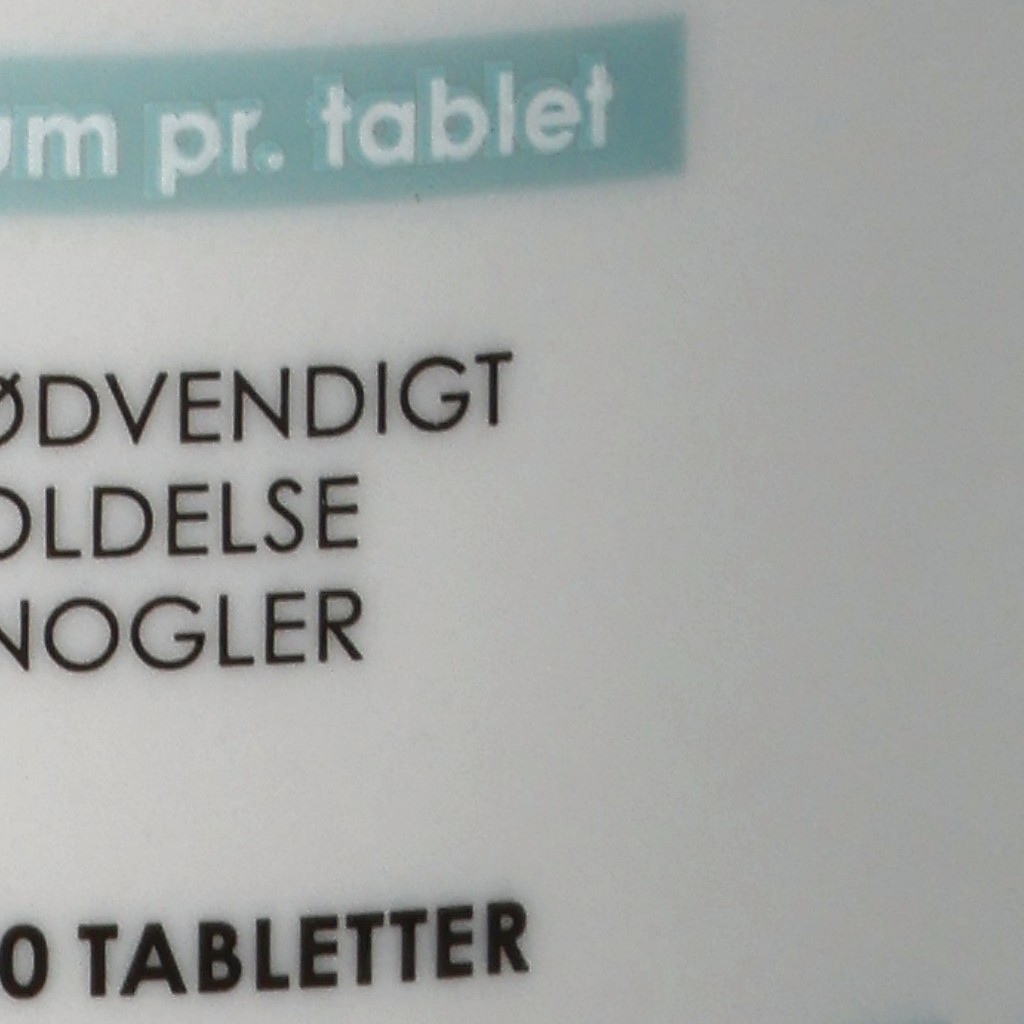 um pr. tablet
ØDVENDIGT
OLDELSE
NOGLER
0 TABLETTER